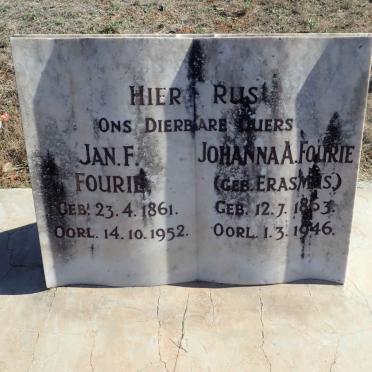 HIER RUS
ONS DIERBARE OUERS
JAN. F.
FOURIE,
GEB. 23. 4. 1861.
OORL. 14. 10. 1952.
JOHANNA A. FOURIE
(GEB. ERASMUS)
GEB. 12. 7. 1863.
OORL. 1. 3. 1946.